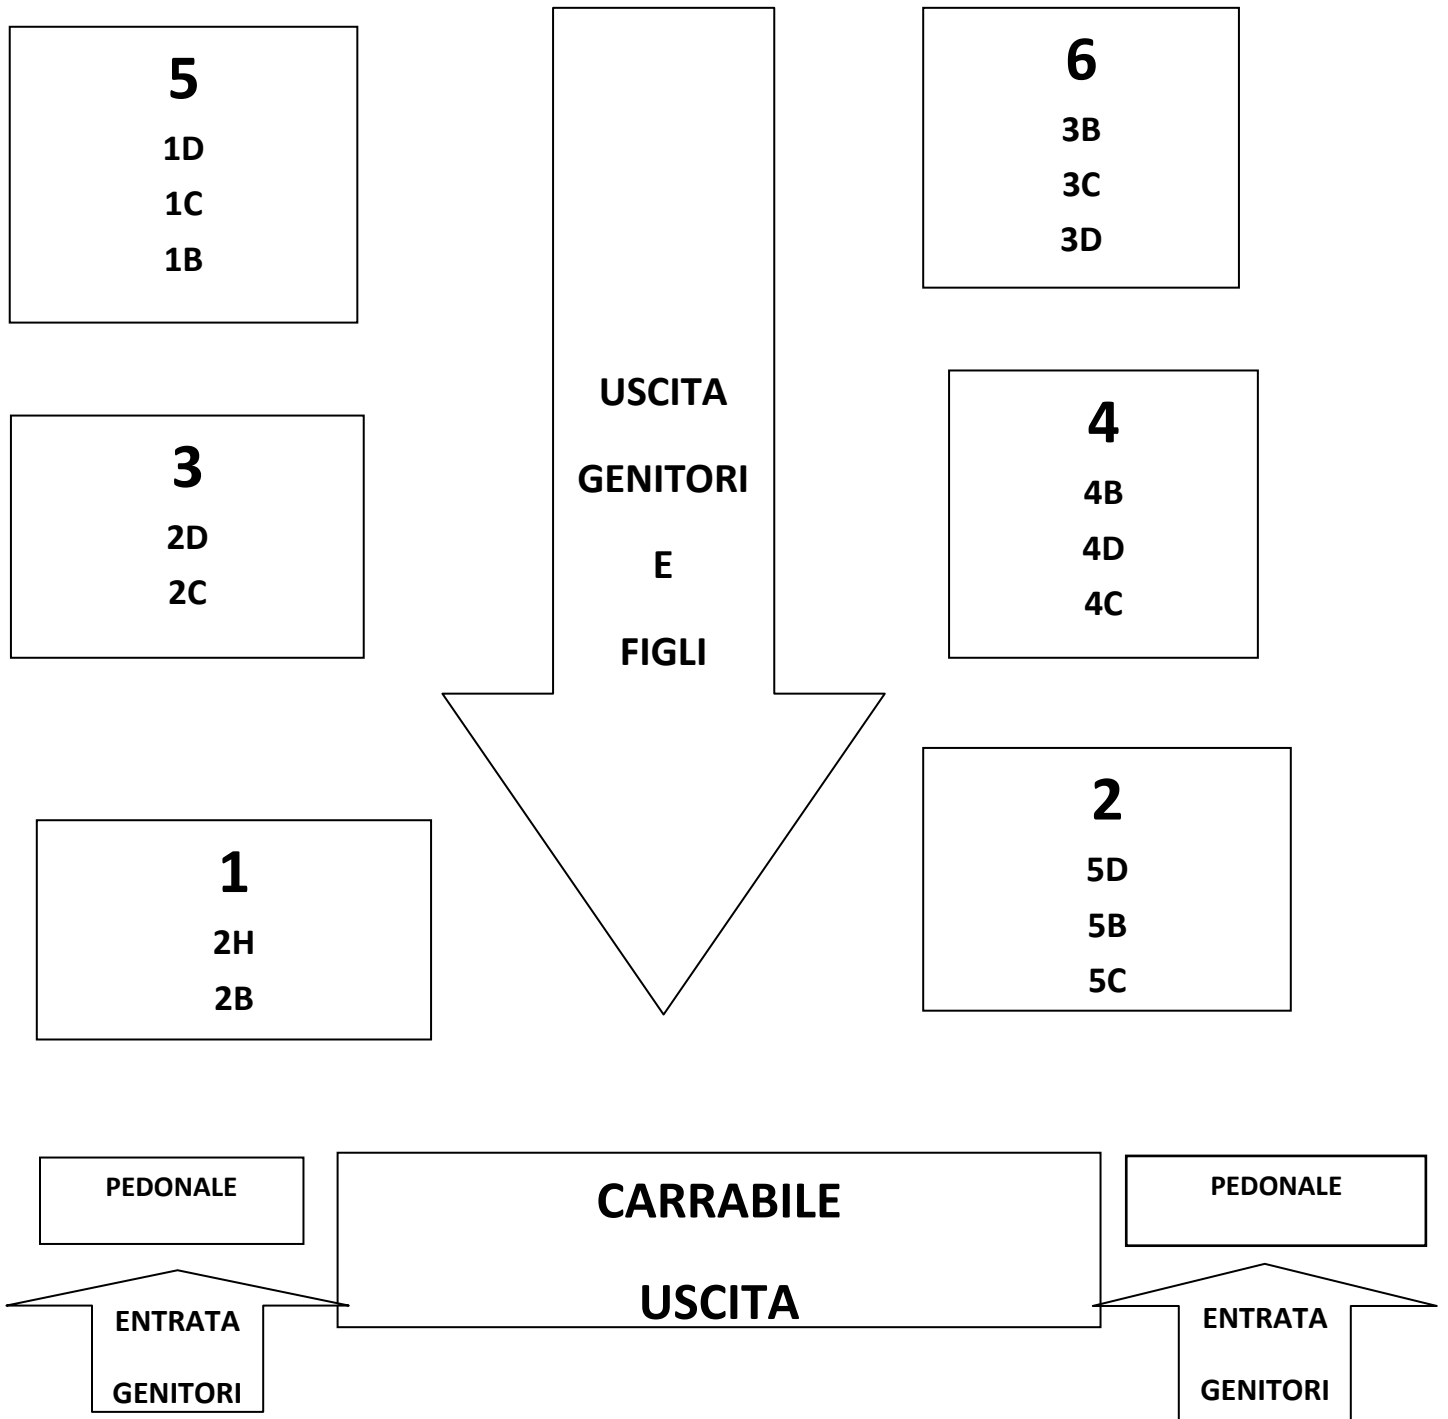 5
1D
1C
1B
6
3B
3C
3D
USCITA
GENITORI
E
FIGLI
3
2D
2C
4
4B
4D
4C
1
2H
2B
2
5D
5B
5C
PEDONALE
CARRABILE
USCITA
PEDONALE
ENTRATA
GENITORI
ENTRATA
GENITORI